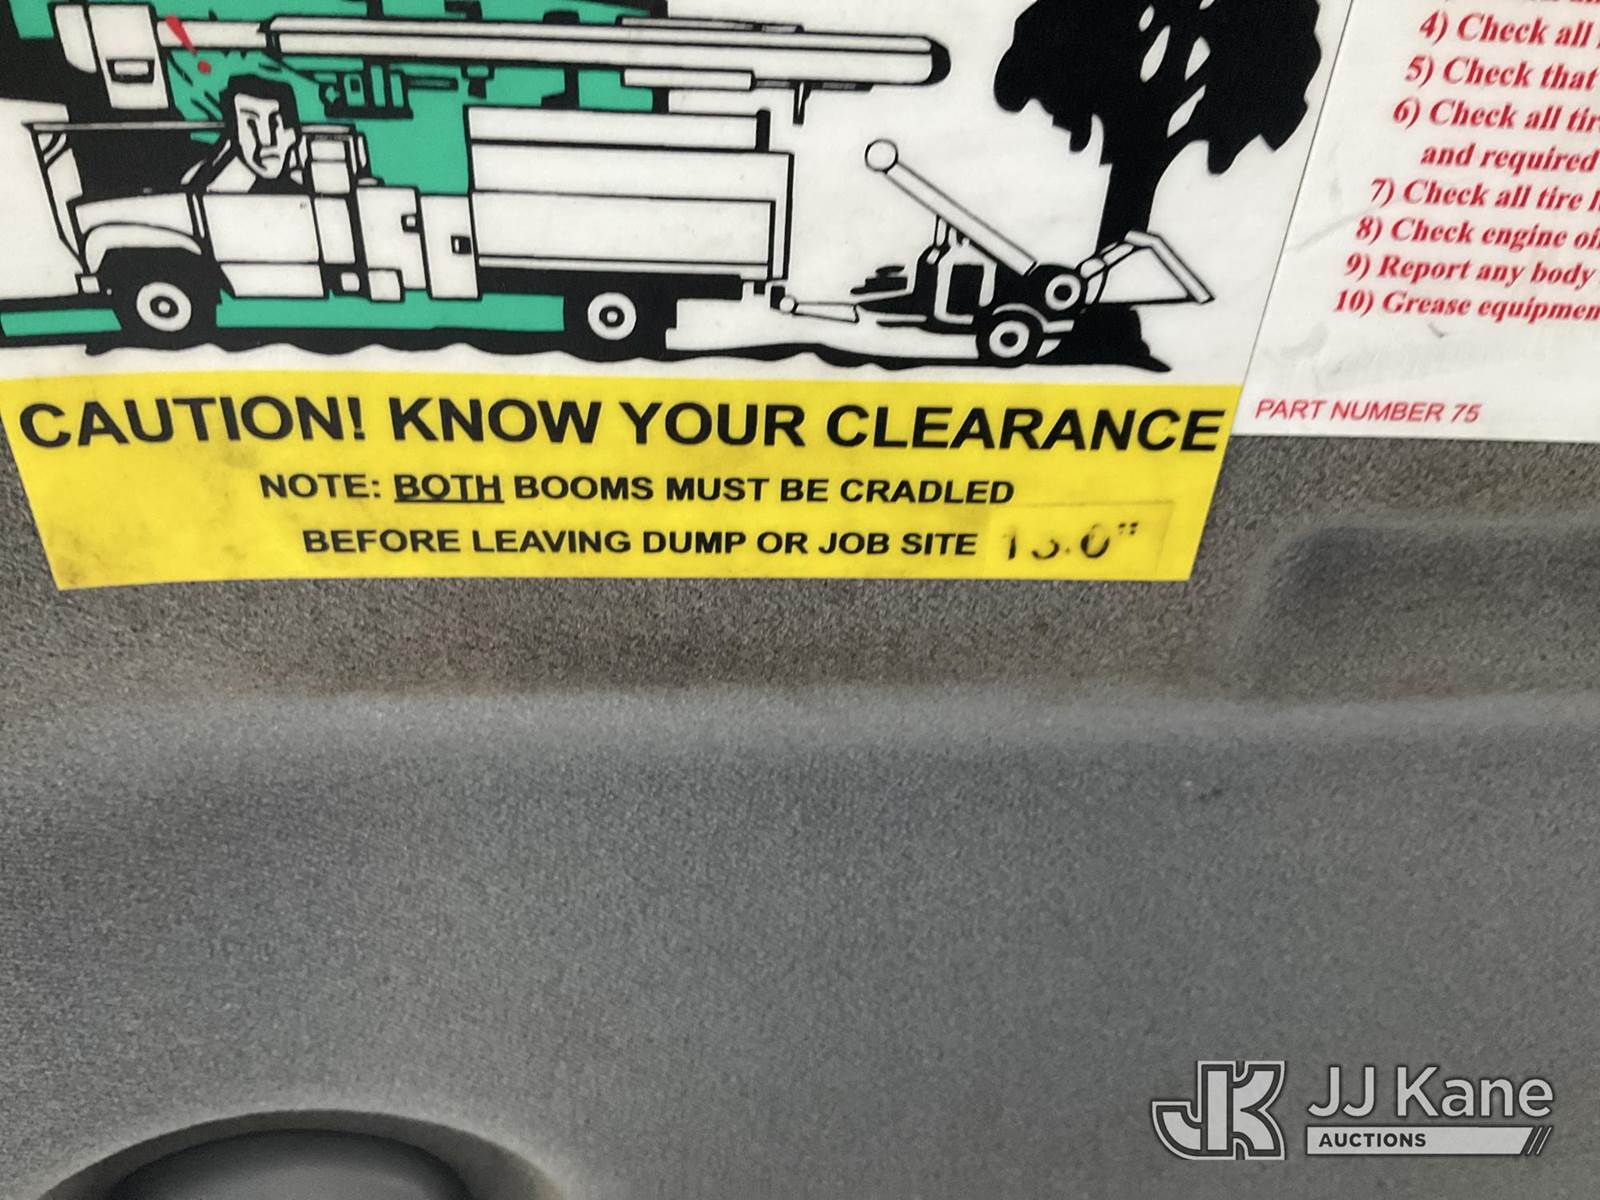 4) Check all
5) Check that
6) Check all
and required
7) Check all tire
8) Check engine
9) Report any body
10) Grease
PART NUMBER 75
CAUTION! KNOW YOUR CLEARANCE
NOTE: BOTH BOOMS MUST BE CRADLED
BEFORE LEAVING DUMP OR JOB SITE
JK JJ Kane
AUCTIONS